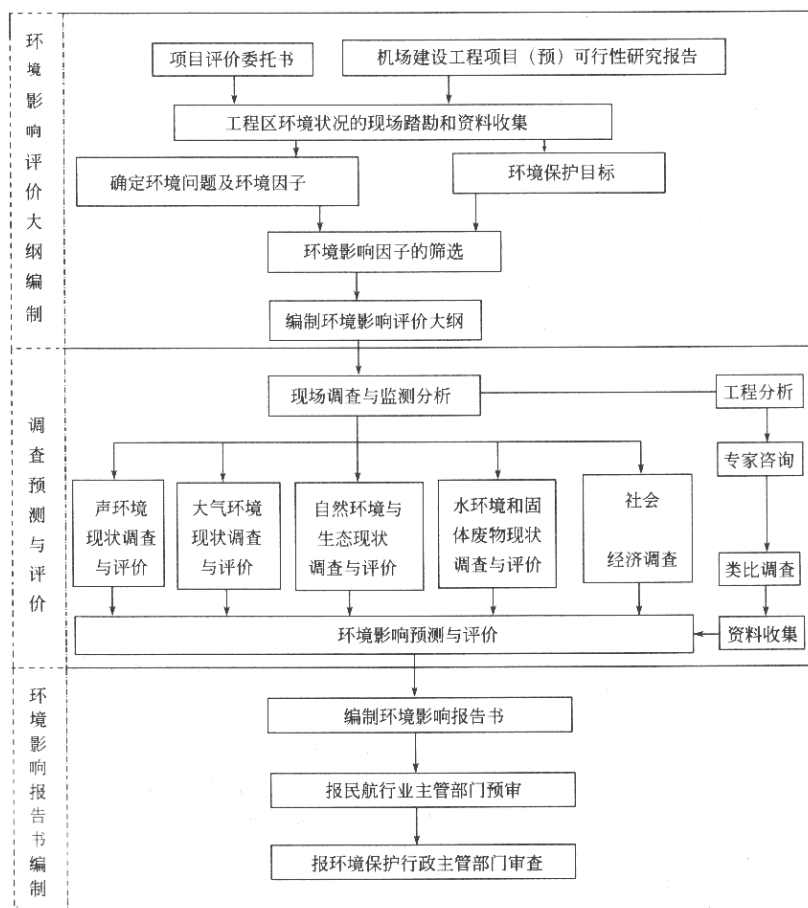 环境影响评价大纲编制
项目评价委托书
机场建设工程项目（预）可行性研究报告
工程区环境状况的现场踏勘和资料收集
确定环境问题及环境因子
环境保护目标
环境影响因子的筛选
编制环境影响评价大纲
调查预测与评价
现场调查与监测分析
工程分析
专家咨询
声环境
现状调查
与评价
大气环境
现状调查
与评价
自然环境与
生态现状
调查与评价
水环境和固
体废物现状
调查与评价
社会
经济调查
类比调查
环境影响预测与评价
资料收集
环境影响报告书编制
编制环境影响报告书
报民航行业主管部门预审
报环境保护行政主管部门审查